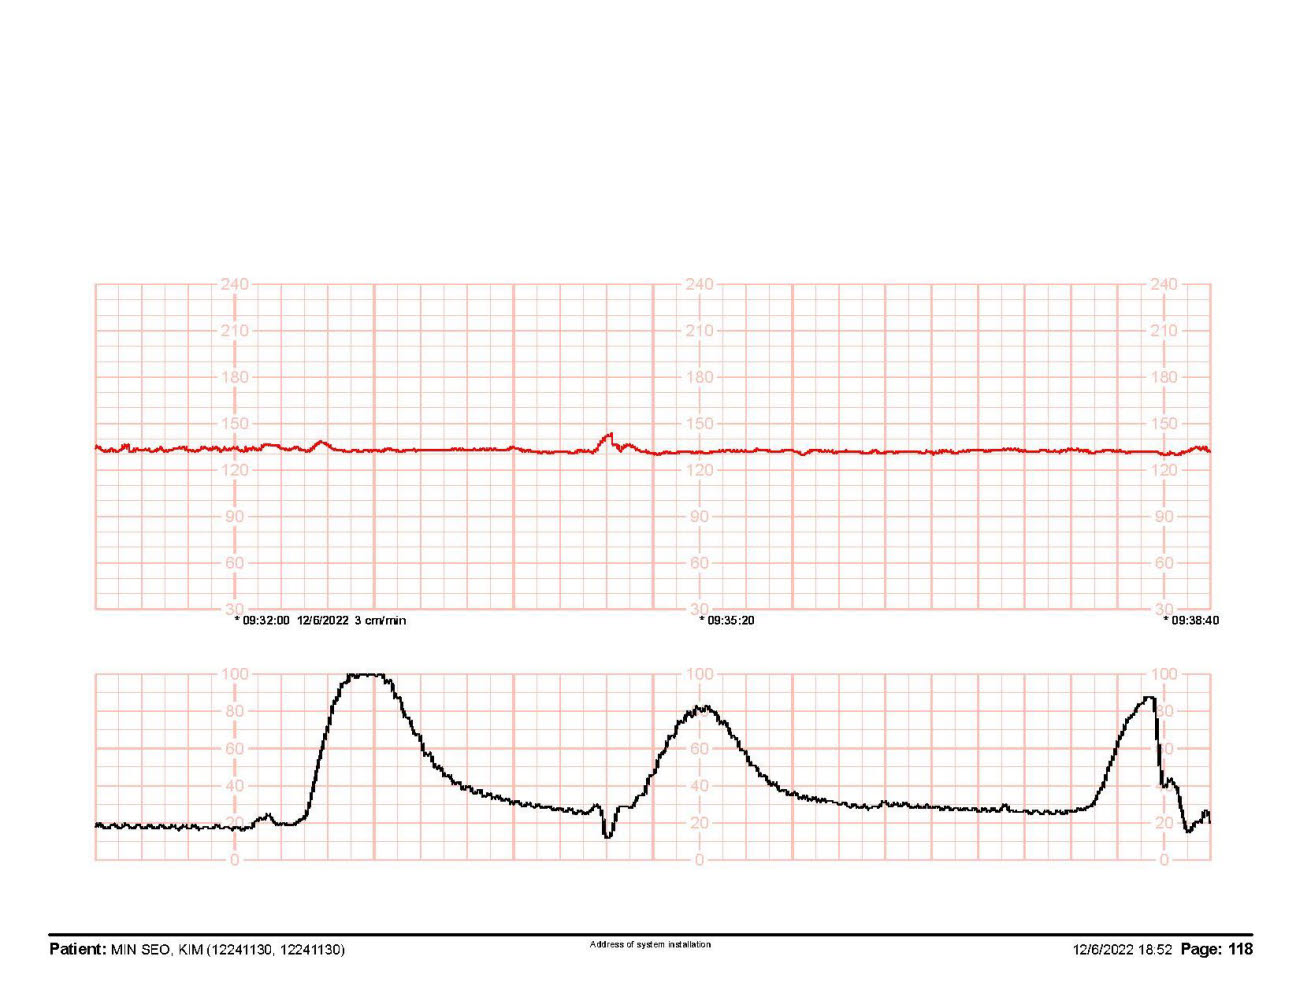 240 240 240
210 210 210
180 180 180
150 150 150
120 120 120
90 90 90
60 60 60
30 30 30
* 09:32:00 12/6/2022 3 cm/min * 09:35:20 * 09:38:40
100 100 100
80 80 80
60 60 60
40 40 40
20 20 20
0 0 0
Patient: MIN SEO, KIM (12241130, 12241130) Address of system installation 12/6/2022 18:52 Page: 118